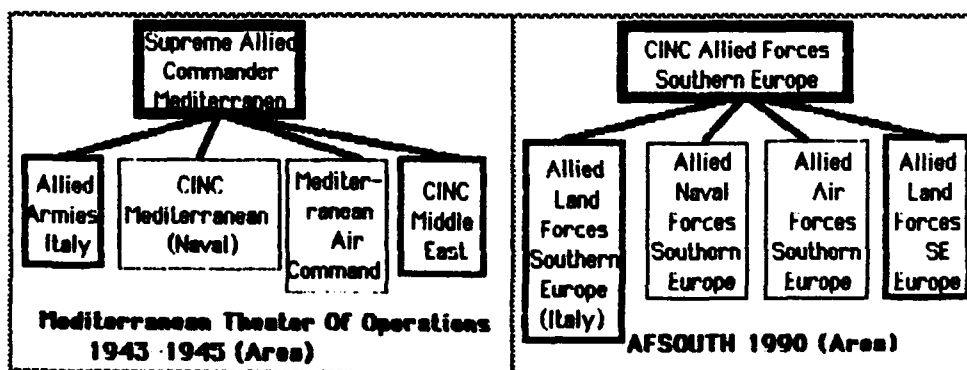 Supreme Allied
Commander
Mediterranen
Allied
Armies
Italy
CINC
Mediterranean
(Naval)
Mediter-
ranean
Air
Command
CINC
Middle
East
Mediterranean Theater Of Operations
1943-1945 (Area)
CINC Allied Forces
Southern Europe
Allied
Land
Forces
Southern
Europe
(Italy)
Allied
Naval
Forces
Southern
Europe
Allied
Air
Forces
Southern
Europe
Allied
Land
Forces
SE
Europe
AFSOUTH 1990 (Area)